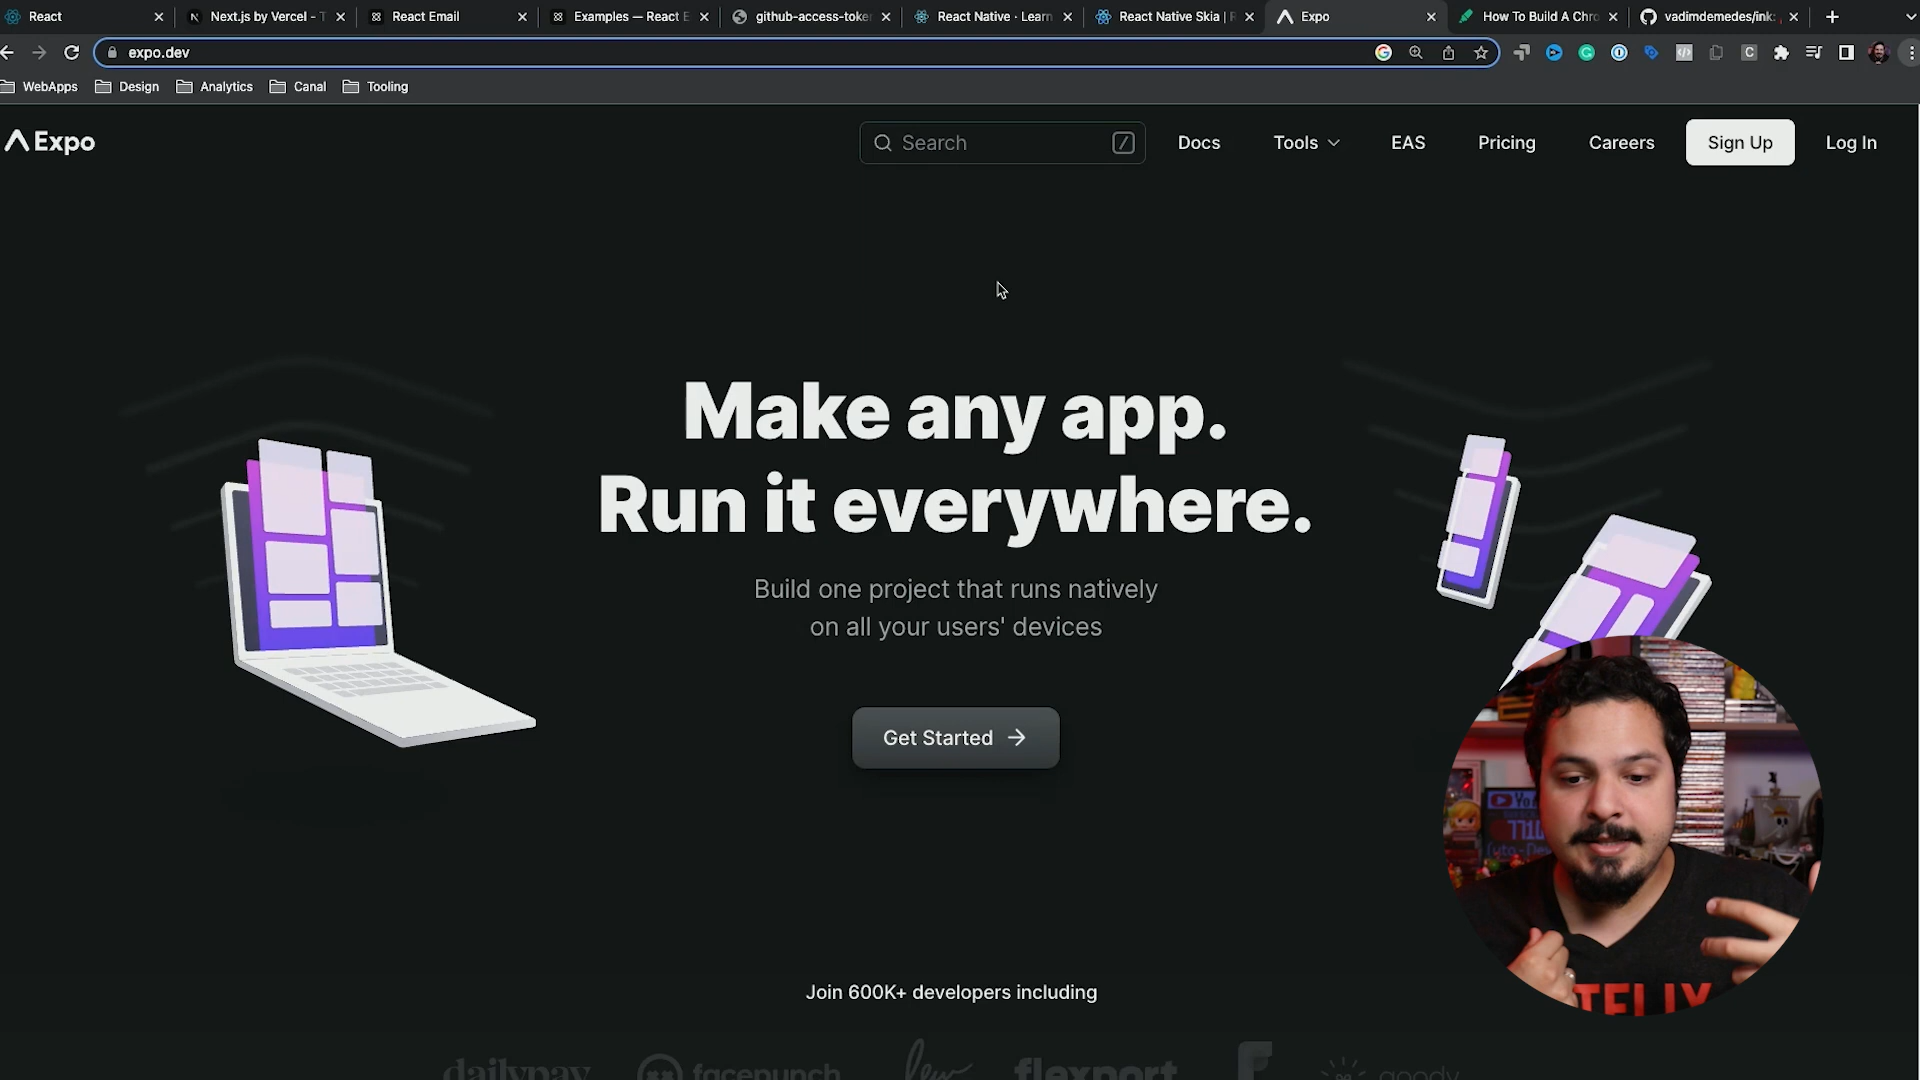 React
Next.js by Vercel - T
React Email
Examples — React E
github-access-toke
React Native · Learn
React Native Skia | R
Expo
How To Build A Chro
vadimdemedes/ink:
expo.dev
WebApps
Design
Analytics
Canal
Tooling
Expo
Search
/
Docs
Tools
EAS
Pricing
Careers
Sign Up
Log In
Make any app.
Run it everywhere.
Build one project that runs natively
on all your users' devices
Get Started
Join 600K+ developers including
dailypay
facepunch
flexport
goody